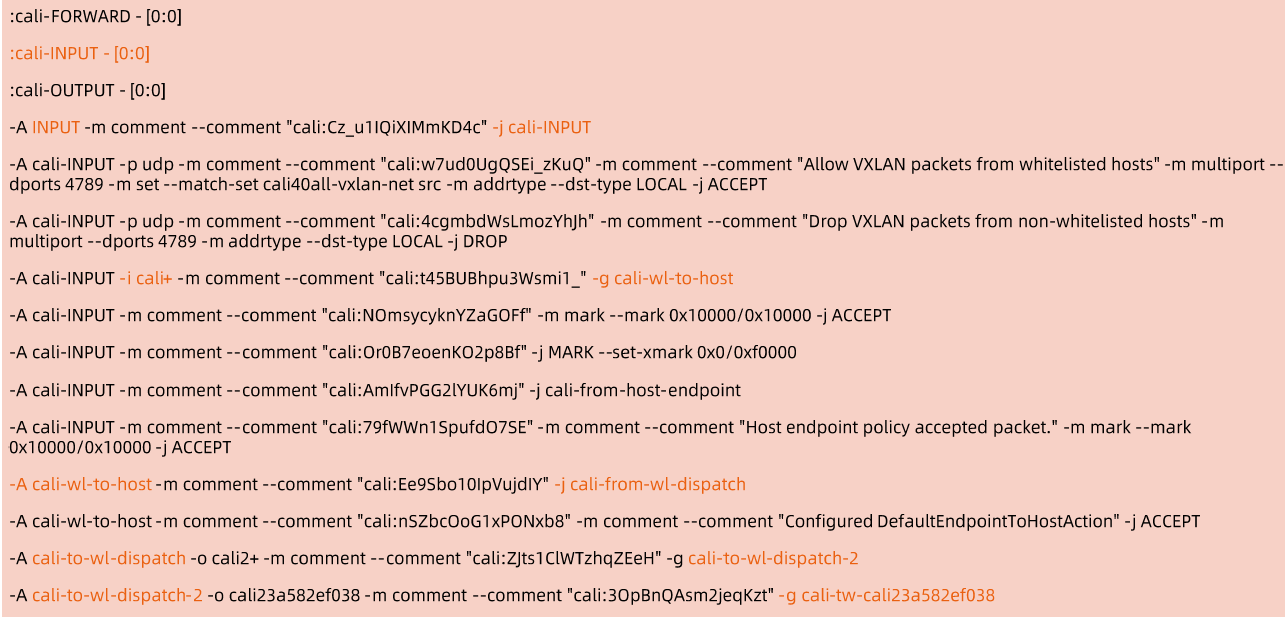 :cali-FORWARD - [0:0]
:cali-INPUT - [0:0]
:cali-OUTPUT - [0:0]
-A INPUT -m comment --comment "cali:Cz_u1IQiXIMmKD4c" -j cali-INPUT
-A cali-INPUT -p udp -m comment --comment "cali:w7ud0UgQSEi_zKuQ" -m comment --comment "Allow VXLAN packets from whitelisted hosts" -m multiport --
dports 4789 -m set --match-set cali40all-vxlan-net src -m addrtype --dst-type LOCAL -j ACCEPT
-A cali-INPUT -p udp -m comment --comment "cali:4cgmbdWsLmozYhJh" -m comment --comment "Drop VXLAN packets from non-whitelisted hosts" -m
multiport --dports 4789 -m addrtype --dst-type LOCAL -j DROP
-A cali-INPUT -i cali+ -m comment --comment "cali:t45BUBhpu3Wsmi1_" -g cali-wl-to-host
-A cali-INPUT -m comment --comment "cali:NOmsycyknYZaGOFf" -m mark --mark 0x10000/0x10000 -j ACCEPT
-A cali-INPUT -m comment --comment "cali:Or0B7eoenKO2p8Bf" -j MARK --set-xmark 0x0/0xf0000
-A cali-INPUT -m comment --comment "cali:AmIfvPGG2lYUK6mj" -j cali-from-host-endpoint
-A cali-INPUT -m comment --comment "cali:79fWWn1SpufdO7SE" -m comment --comment "Host endpoint policy accepted packet." -m mark --mark
0x10000/0x10000 -j ACCEPT
-A cali-wl-to-host -m comment --comment "cali:Ee9Sbo10IpVujdIY" -j cali-from-wl-dispatch
-A cali-wl-to-host -m comment --comment "cali:nSZbcOoG1xPONxb8" -m comment --comment "Configured DefaultEndpointToHostAction" -j ACCEPT
-A cali-to-wl-dispatch -o cali2+ -m comment --comment "cali:ZJts1ClWTzhqZEeH" -g cali-to-wl-dispatch-2
-A cali-to-wl-dispatch-2 -o cali23a582ef038 -m comment --comment "cali:3OpBnQAsm2jeqKzt" -g cali-tw-cali23a582ef038